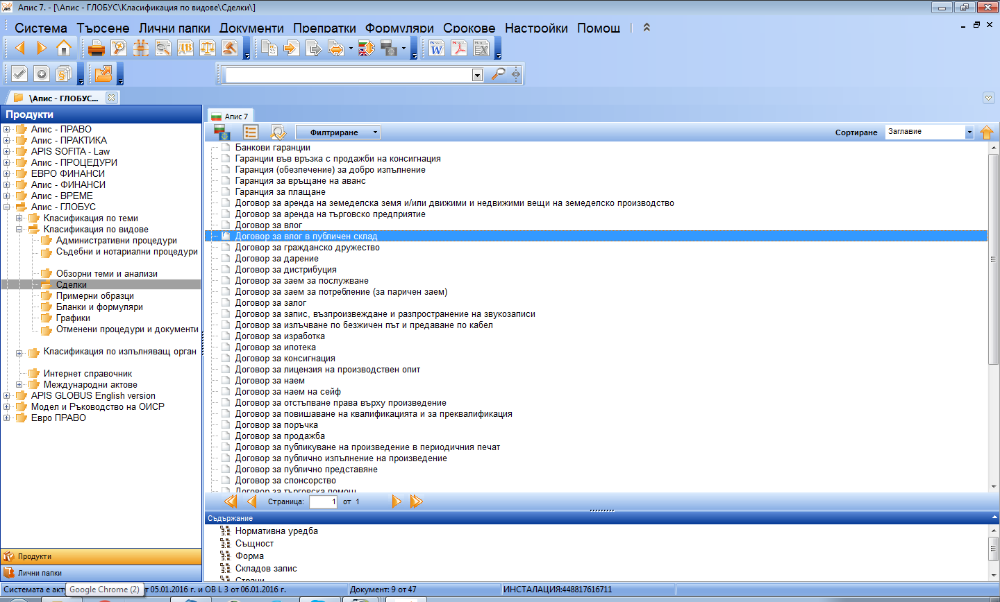 Апис 7. - [\Апис - ГЛОБУС\Класификация по видове\Сделки\]
Система Търсене Лични папки Документи Препратки Формуляри Срокове Настройки Помощ
\Апис - ГЛОБУС...
Продукти
Апис - ПРАВО
Апис - ПРАКТИКА
APIS SOFITA - Law
Апис - ПРОЦЕДУРИ
ЕВРО ФИНАНСИ
Апис - ФИНАНСИ
Апис - ВРЕМЕ
Апис - ГЛОБУС
Класификация по теми
Класификация по видове
Административни процедури
Съдебни и нотариални процедури
Обзорни теми и анализи
Сделки
Примерни образци
Бланки и формуляри
Графики
Отменени процедури и документи
Класификация по изпълняващ орган
Интернет справочник
Международни актове
APIS GLOBUS English version
Модел и Ръководство на ОИСР
Евро ПРАВО
Продукти
Лични папки
Апис 7
Филтриране
Сортиране Заглавие
Банкови гаранции
Гаранции във връзка с продажби на консигнация
Гаранция (обезпечение) за добро изпълнение
Гаранция за връщане на аванс
Гаранция за плащане
Договор за аренда на земеделска земя и/или движими и недвижими вещи на земеделско производство
Договор за аренда на търговско предприятие
Договор за влог
Договор за влог в публичен склад
Договор за гражданско дружество
Договор за дарение
Договор за дистрибуция
Договор за заем за послужване
Договор за заем за потребление (за паричен заем)
Договор за залог
Договор за запис, възпроизвеждане и разпространение на звукозаписи
Договор за излъчване по безжичен път и предаване по кабел
Договор за изработка
Договор за ипотека
Договор за консигнация
Договор за лицензия на производствен опит
Договор за наем
Договор за наем на сейф
Договор за отстъпване права върху произведение
Договор за повишаване на квалификацията и за преквалификация
Договор за поръчка
Договор за продажба
Договор за публикуване на произведение в периодичния печат
Договор за публично изпълнение на произведение
Договор за публично представяне
Договор за спонсорство
Договор за търговска помощ
Страница: 1 от 1
Съдържание
Нормативна уредба
Същност
Форма
Складов запис
Страни
Системата е акту
Google Chrome (2)
от 05.01.2016 г. и ОВ L 3 от 06.01.2016 г.
Документ: 9 от 47
ИНСТАЛАЦИЯ:448817616711